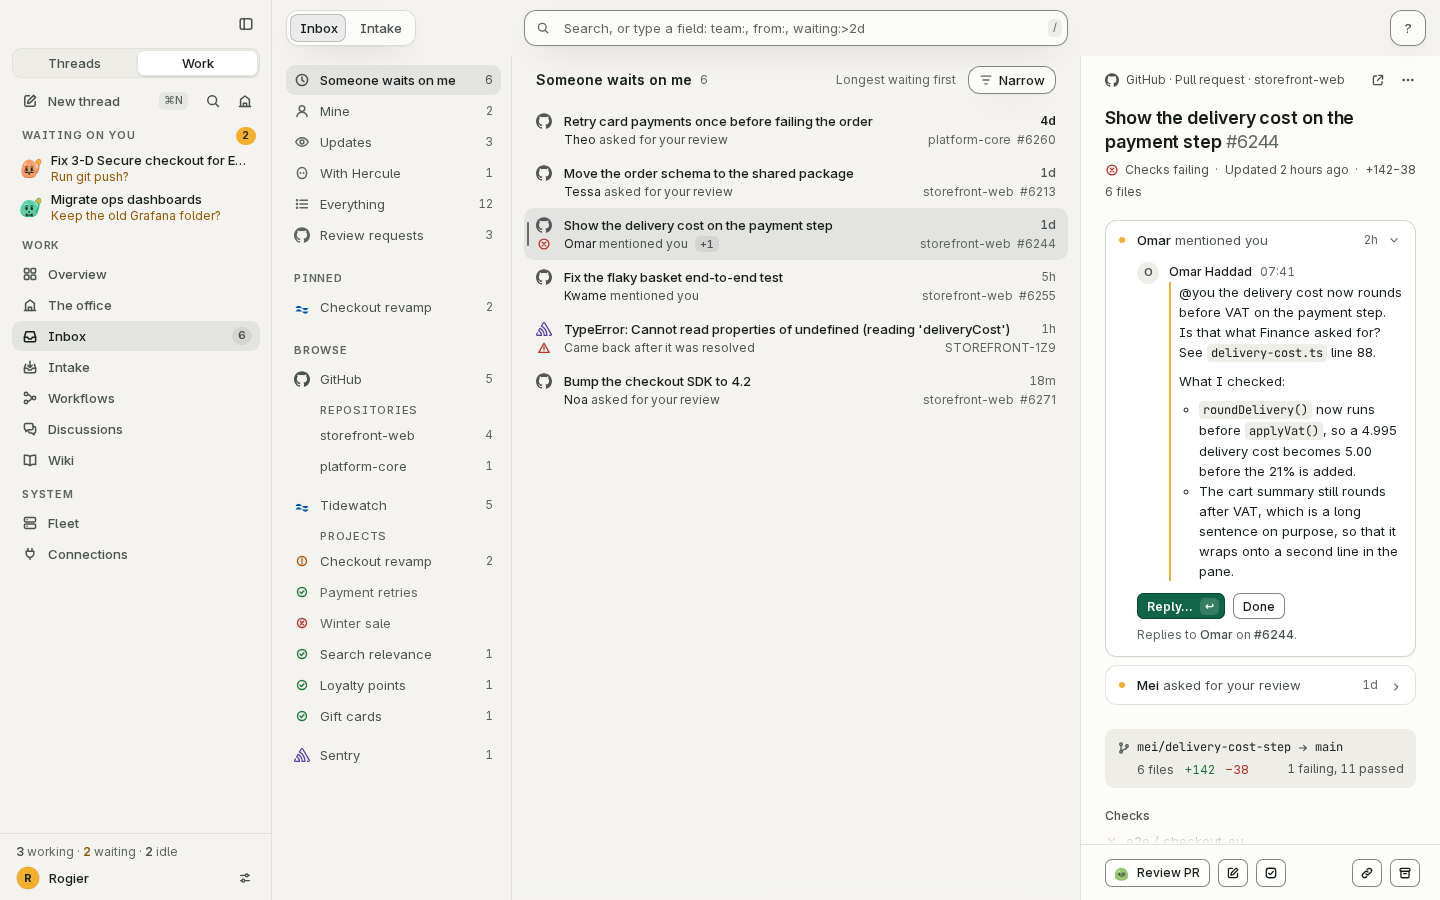 Threads
Work
New thread
⌘N
WAITING ON YOU
2
Fix 3-D Secure checkout for E…
Run git push?
Migrate ops dashboards
Keep the old Grafana folder?
WORK
Overview
The office
Inbox 6
Intake
Workflows
Discussions
Wiki
SYSTEM
Fleet
Connections
3 working · 2 waiting · 2 idle
R Rogier
Inbox
Intake
Someone waits on me 6
Mine 2
Updates 3
With Hercule 1
Everything 12
Review requests 3
PINNED
Checkout revamp 2
BROWSE
GitHub 5
REPOSITORIES
storefront-web 4
platform-core 1
Tidewatch 5
PROJECTS
Checkout revamp 2
Payment retries
Winter sale
Search relevance 1
Loyalty points 1
Gift cards 1
Sentry 1
Search, or type a field: team:, from:, waiting:>2d /
?
Someone waits on me 6
Longest waiting first
Narrow
Retry card payments once before failing the order 4d
Theo asked for your review platform-core #6260
Move the order schema to the shared package 1d
Tessa asked for your review storefront-web #6213
Show the delivery cost on the payment step 1d
Omar mentioned you +1 storefront-web #6244
Fix the flaky basket end-to-end test 5h
Kwame mentioned you storefront-web #6255
TypeError: Cannot read properties of undefined (reading 'deliveryCost') 1h
Came back after it was resolved STOREFRONT-1Z9
Bump the checkout SDK to 4.2 18m
Noa asked for your review storefront-web #6271
GitHub · Pull request · storefront-web
Show the delivery cost on the
payment step #6244
Checks failing · Updated 2 hours ago · +142−38
6 files
Omar mentioned you 2h
O Omar Haddad 07:41
@you the delivery cost now rounds
before VAT on the payment step.
Is that what Finance asked for?
See delivery-cost.ts line 88.
What I checked:
roundDelivery() now runs
before applyVat(), so a 4.995
delivery cost becomes 5.00
before the 21% is added.
The cart summary still rounds
after VAT, which is a long
sentence on purpose, so that it
wraps onto a second line in the
pane.
Reply… ↩
Done
Replies to Omar on #6244.
Mei asked for your review 1d
mei/delivery-cost-step → main
6 files +142 −38 1 failing, 11 passed
Checks
e2e / checkout-eu
Review PR